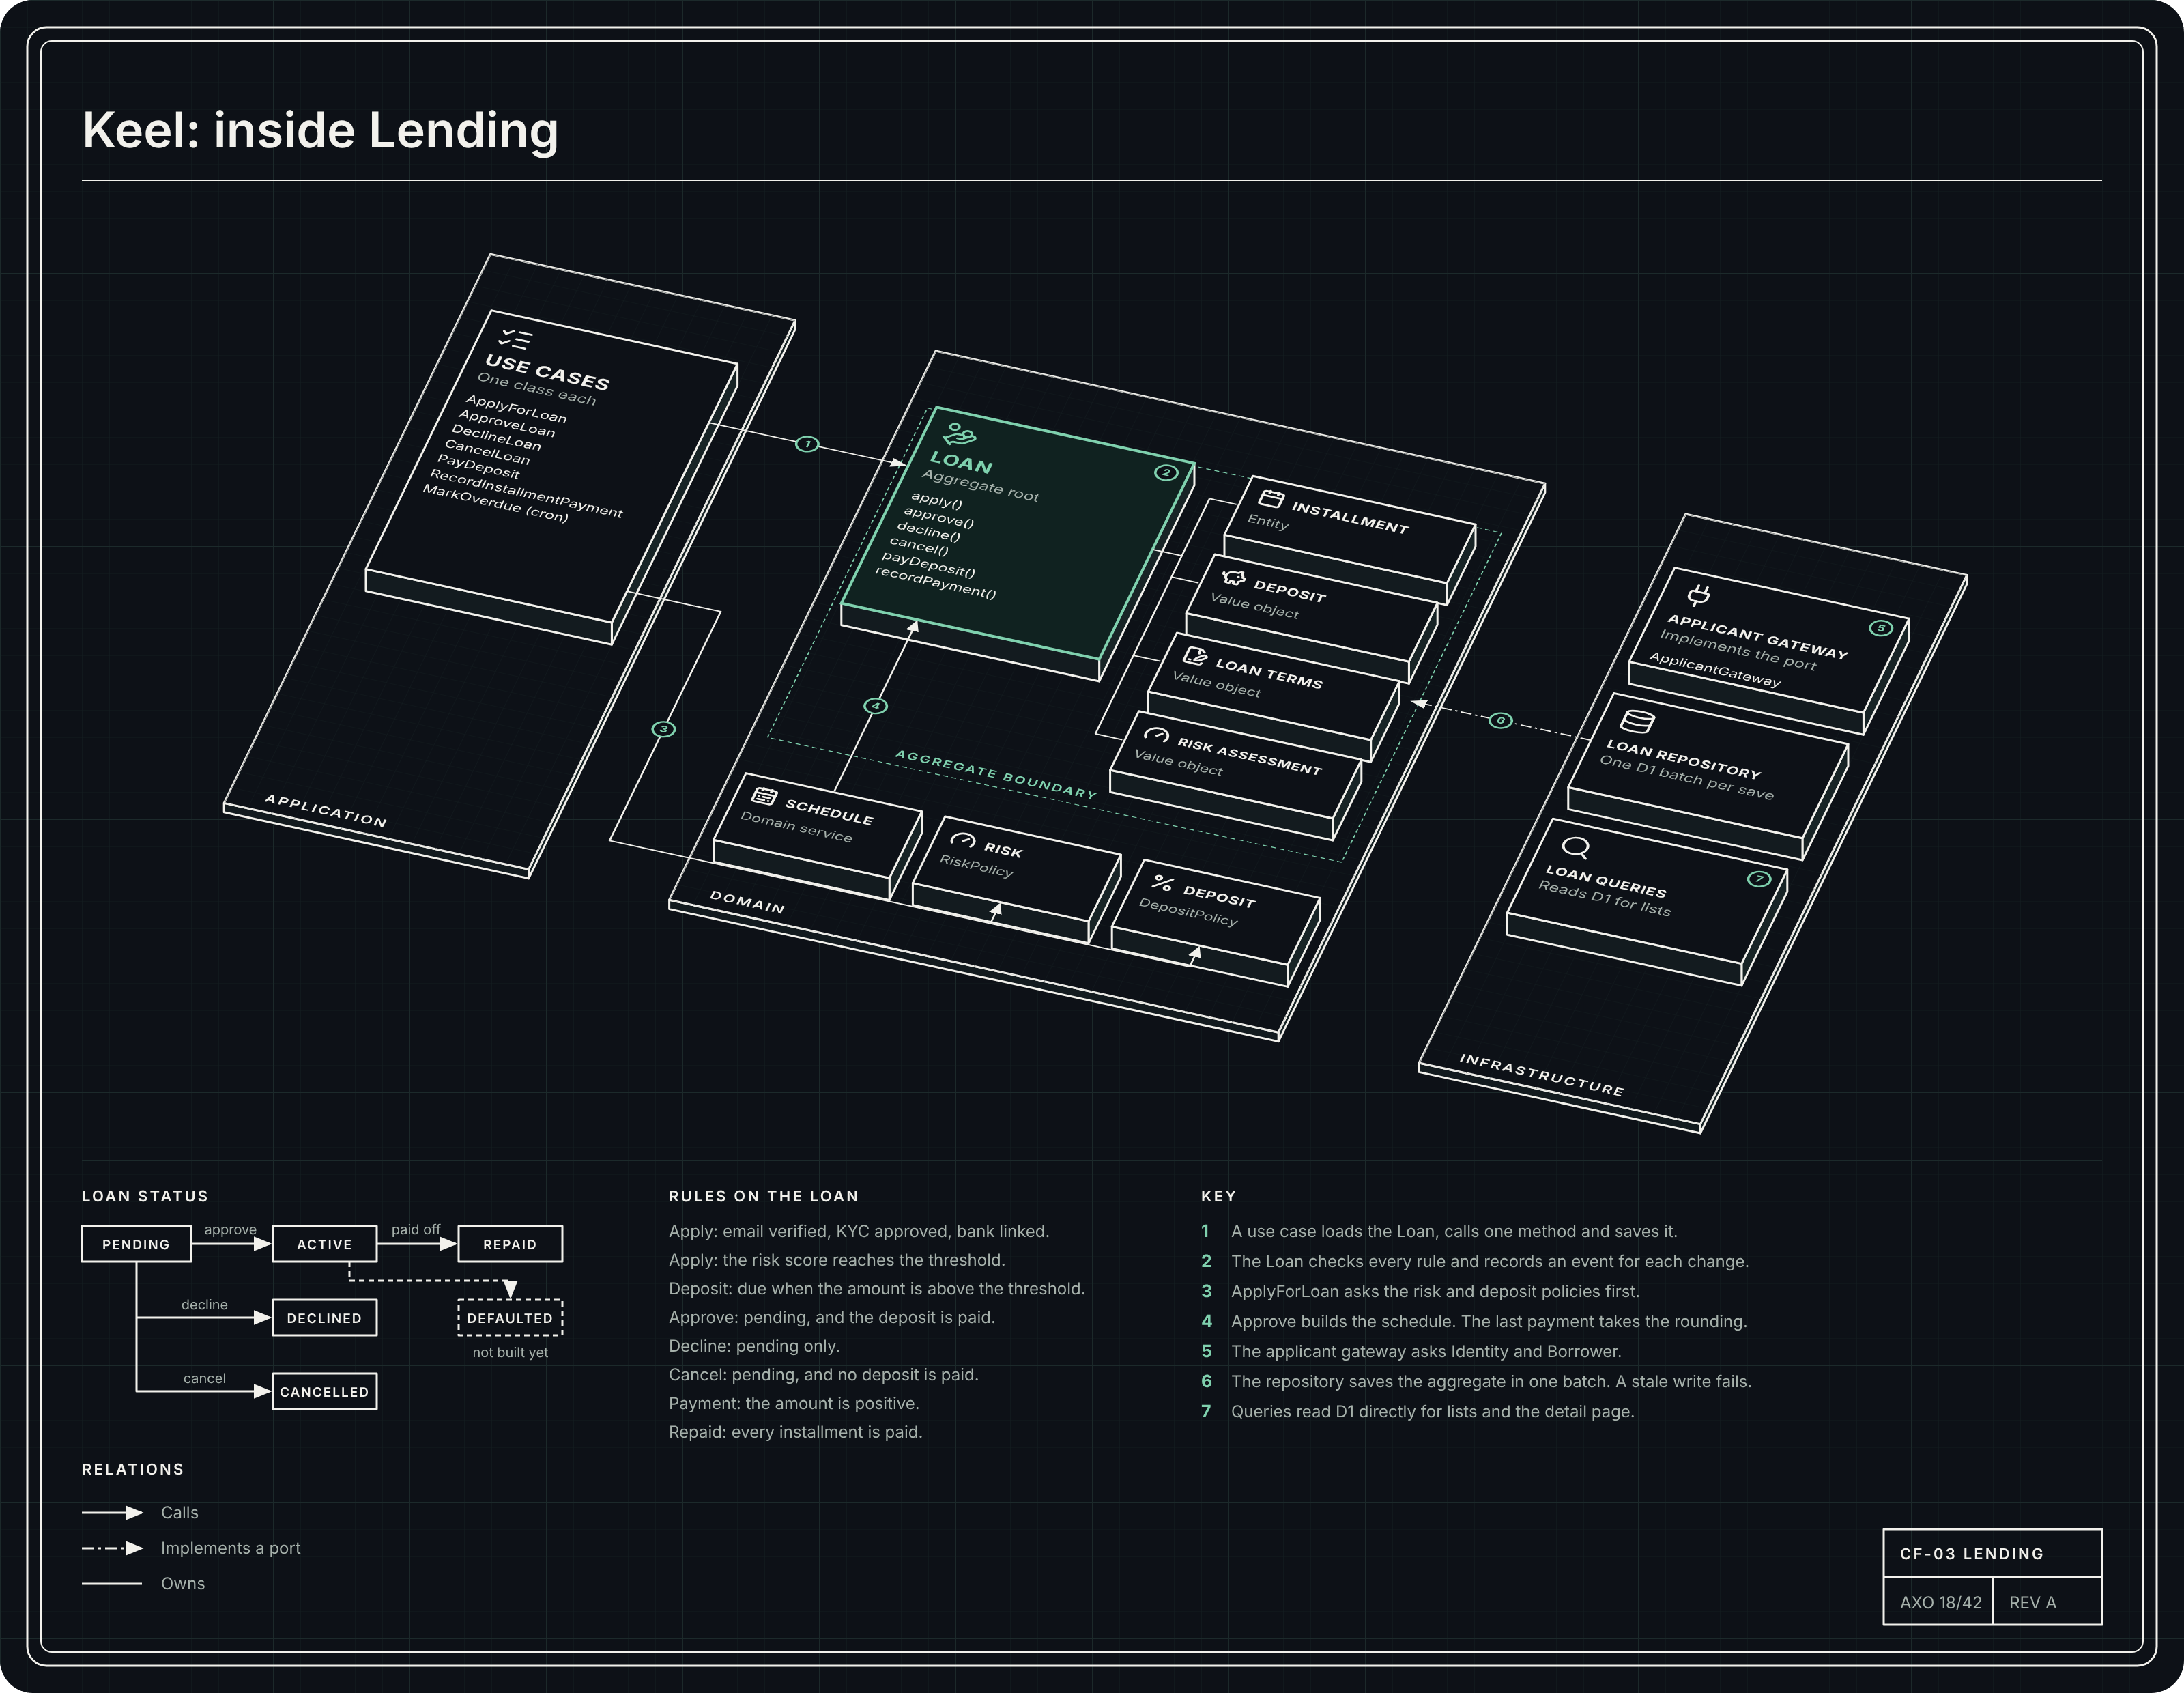 Keel: inside Lending
USE CASES
One class each
ApplyForLoan
ApproveLoan
DeclineLoan
CancelLoan
PayDeposit
RecordInstallmentPayment
MarkOverdue (cron)
APPLICATION
1
3
LOAN
Aggregate root
2
apply()
approve()
decline()
cancel()
payDeposit()
recordPayment()
4
INSTALLMENT
Entity
DEPOSIT
Value object
LOAN TERMS
Value object
RISK ASSESSMENT
Value object
AGGREGATE BOUNDARY
SCHEDULE
Domain service
RISK
RiskPolicy
DEPOSIT
DepositPolicy
DOMAIN
6
APPLICANT GATEWAY
Implements the port
ApplicantGateway
5
LOAN REPOSITORY
One D1 batch per save
LOAN QUERIES
Reads D1 for lists
7
INFRASTRUCTURE
LOAN STATUS
PENDING
approve
ACTIVE
paid off
REPAID
decline
DECLINED
DEFAULTED
not built yet
cancel
CANCELLED
RELATIONS
Calls
Implements a port
Owns
RULES ON THE LOAN
Apply: email verified, KYC approved, bank linked.
Apply: the risk score reaches the threshold.
Deposit: due when the amount is above the threshold.
Approve: pending, and the deposit is paid.
Decline: pending only.
Cancel: pending, and no deposit is paid.
Payment: the amount is positive.
Repaid: every installment is paid.
KEY
1 A use case loads the Loan, calls one method and saves it.
2 The Loan checks every rule and records an event for each change.
3 ApplyForLoan asks the risk and deposit policies first.
4 Approve builds the schedule. The last payment takes the rounding.
5 The applicant gateway asks Identity and Borrower.
6 The repository saves the aggregate in one batch. A stale write fails.
7 Queries read D1 directly for lists and the detail page.
CF-03 LENDING
AXO 18/42
REV A